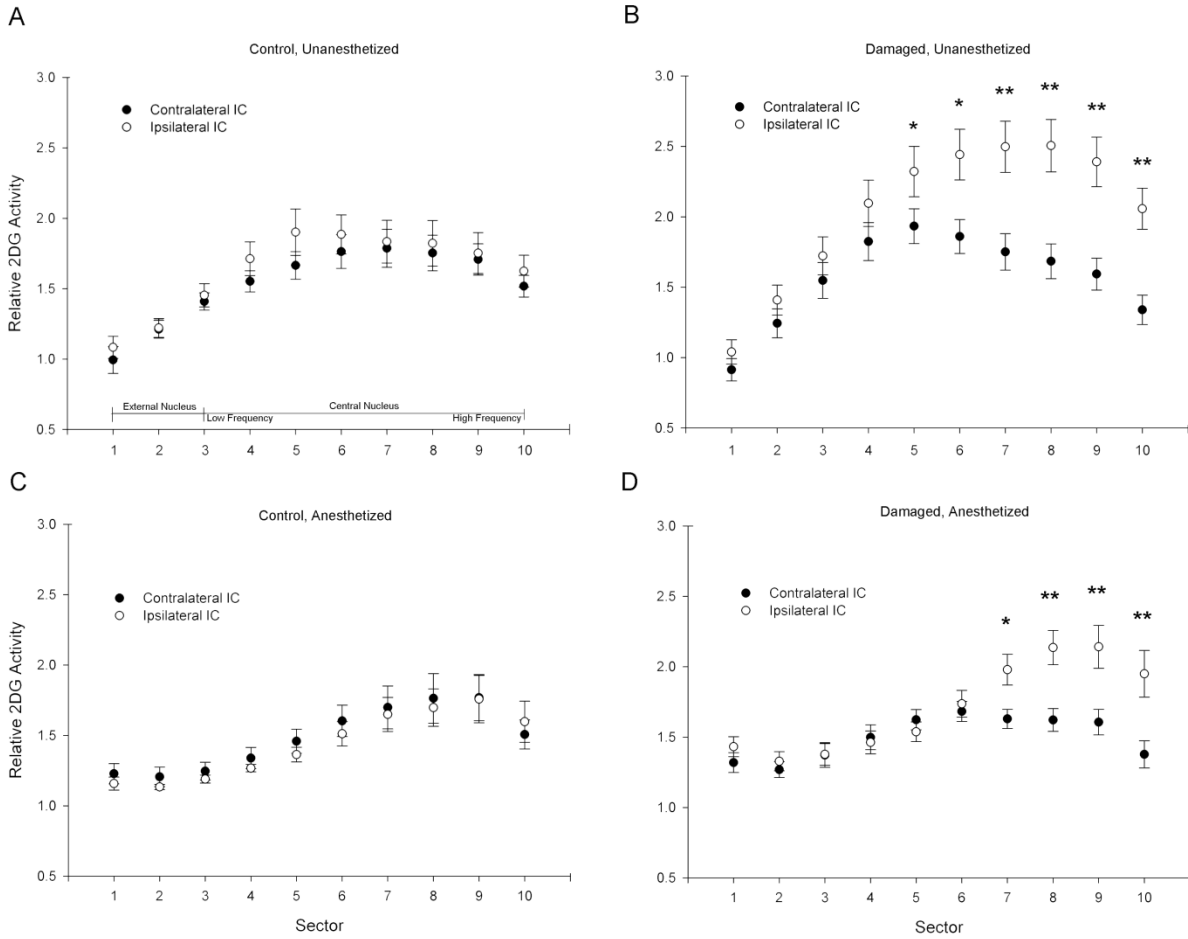 A
Control, Unanesthetized
3.0
2.5
2.0
1.5
1.0
0.5
Relative 2DG Activity
Contralateral IC
Ipsilateral IC
External Nucleus
Central Nucleus
Low Frequency
High Frequency
1 2 3 4 5 6 7 8 9 10
B
Damaged, Unanesthetized
3.0
2.5
2.0
1.5
1.0
0.5
Contralateral IC
Ipsilateral IC
* * ** ** ** **
1 2 3 4 5 6 7 8 9 10
C
Control, Anesthetized
3.0
2.5
2.0
1.5
1.0
0.5
Relative 2DG Activity
Contralateral IC
Ipsilateral IC
1 2 3 4 5 6 7 8 9 10
Sector
D
Damaged, Anesthetized
3.0
2.5
2.0
1.5
1.0
0.5
Contralateral IC
Ipsilateral IC
* ** ** **
1 2 3 4 5 6 7 8 9 10
Sector